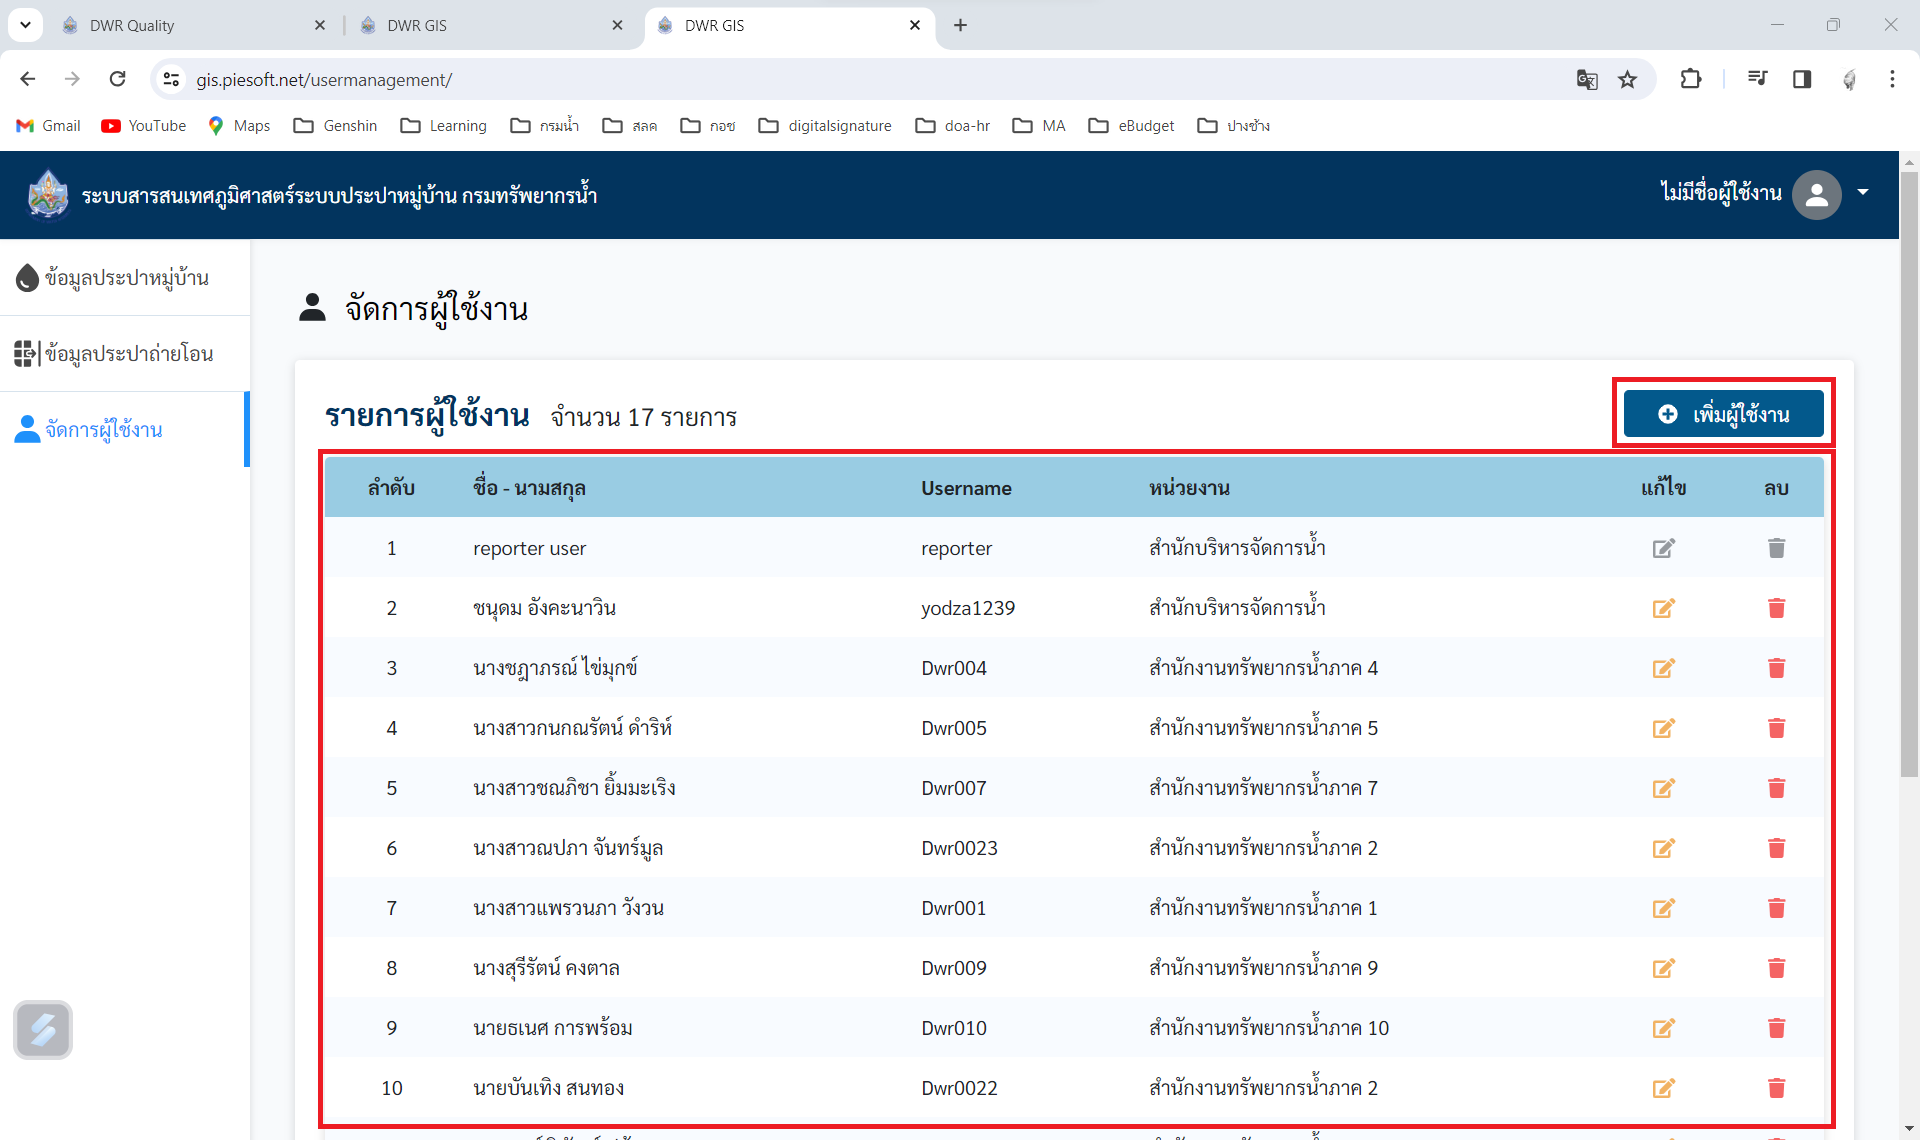 DWR Quality
DWR GIS
DWR GIS
gis.piesoft.net/usermanagement/
Gmail YouTube Maps Genshin Learning กรมน้ำ สลค กอช digitalsignature doa-hr MA eBudget ปางช้าง
ระบบสารสนเทศภูมิศาสตร์ระบบประปาหมู่บ้าน กรมทรัพยากรน้ำ
ไม่มีชื่อผู้ใช้งาน
ข้อมูลประปาหมู่บ้าน
ข้อมูลประปาถ่ายโอน
จัดการผู้ใช้งาน
จัดการผู้ใช้งาน
รายการผู้ใช้งาน จำนวน 17 รายการ
เพิ่มผู้ใช้งาน
ลำดับ ชื่อ - นามสกุล Username หน่วยงาน แก้ไข ลบ
1 reporter user reporter สำนักบริหารจัดการน้ำ
2 ชนุดม อังคะนาวิน yodza1239 สำนักบริหารจัดการน้ำ
3 นางชฎาภรณ์ ไข่มุกข์ Dwr004 สำนักงานทรัพยากรน้ำภาค 4
4 นางสาวกนกณรัตน์ ดำริห์ Dwr005 สำนักงานทรัพยากรน้ำภาค 5
5 นางสาวชณภิชา ยิ้มมะเริง Dwr007 สำนักงานทรัพยากรน้ำภาค 7
6 นางสาวณปภา จันทร์มูล Dwr0023 สำนักงานทรัพยากรน้ำภาค 2
7 นางสาวแพรวนภา วังวน Dwr001 สำนักงานทรัพยากรน้ำภาค 1
8 นางสุรีรัตน์ คงตาล Dwr009 สำนักงานทรัพยากรน้ำภาค 9
9 นายธเนศ การพร้อม Dwr010 สำนักงานทรัพยากรน้ำภาค 10
10 นายบันเทิง สนทอง Dwr0022 สำนักงานทรัพยากรน้ำภาค 2